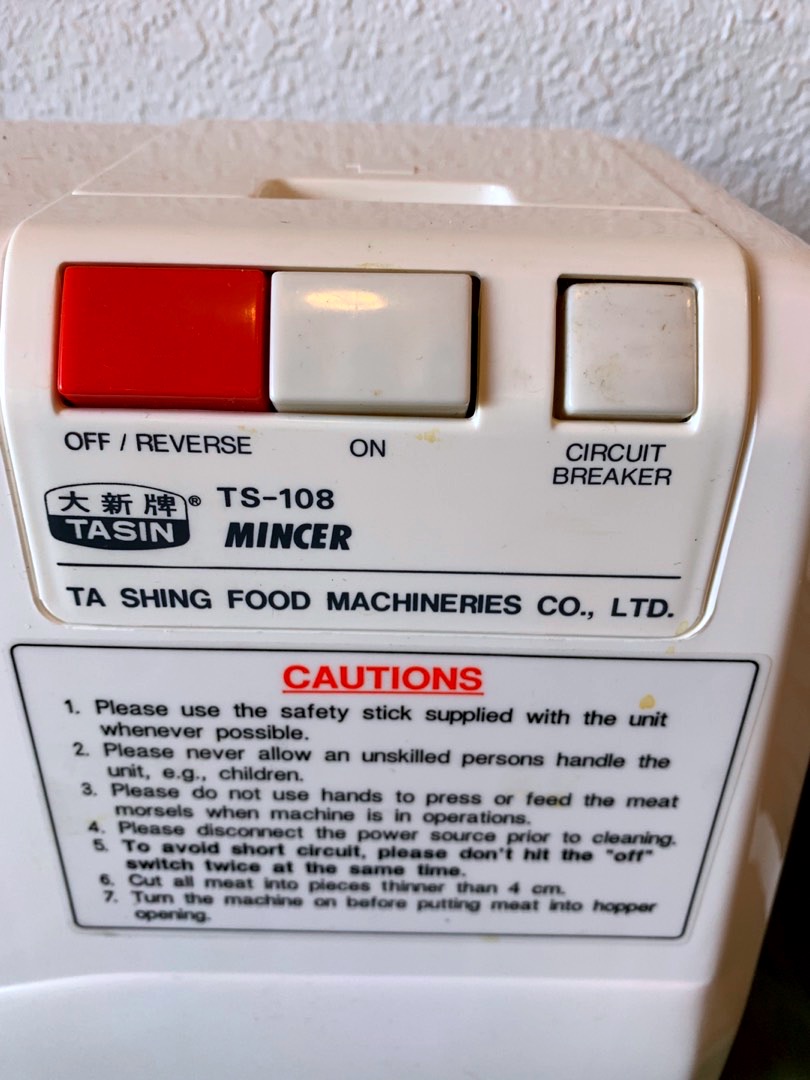 OFF / REVERSE
ON
CIRCUIT
BREAKER
大新牌®
TASIN
TS-108
MINCER
TA SHING FOOD MACHINERIES CO., LTD.
CAUTIONS
1. Please use the safety stick supplied with the unit
whenever possible.
2. Please never allow an unskilled persons handle the
unit, e.g., children.
3. Please do not use hands to press or feed the meat
morsels when machine is in operations.
4. Please disconnect the power source prior to cleaning.
5. To avoid short circuit, please don't hit the "off"
switch twice at the same time.
6. Cut all meat into pieces thinner than 4 cm.
7. Turn the machine on before putting meat into hopper
opening.